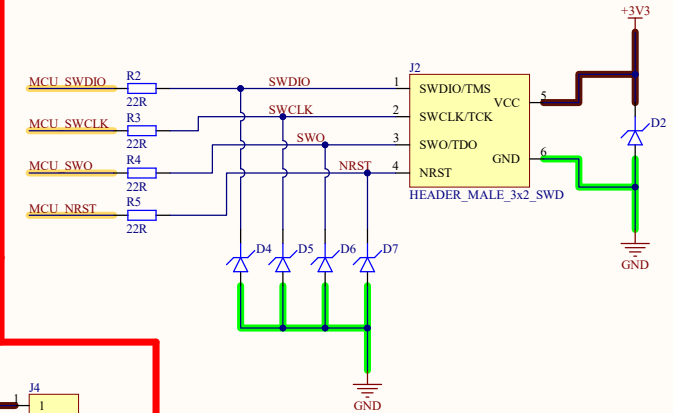 +3V3
J2
MCU_SWDIO
R2
22R
SWDIO
1
SWDIO/TMS
VCC
5
MCU_SWCLK
R3
22R
SWCLK
2
SWCLK/TCK
D2
MCU_SWO
R4
22R
SWO
3
SWO/TDO
GND
6
MCU_NRST
R5
22R
NRST
4
NRST
HEADER_MALE_3x2_SWD
D4
D5
D6
D7
GND
GND
J4
1
1